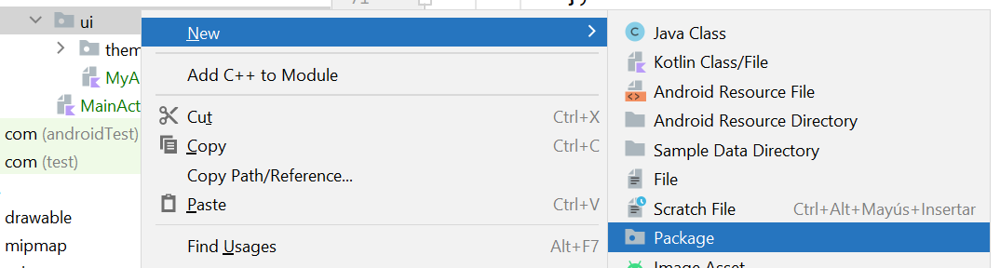 71
ui
them
MyA
MainAct
com (androidTest)
com (test)
drawable
mipmap
New
Add C++ to Module
Cut Ctrl+X
Copy Ctrl+C
Copy Path/Reference...
Paste Ctrl+V
Find Usages Alt+F7
Java Class
Kotlin Class/File
Android Resource File
Android Resource Directory
Sample Data Directory
File
Scratch File Ctrl+Alt+Mayús+Insertar
Package
Image Asset